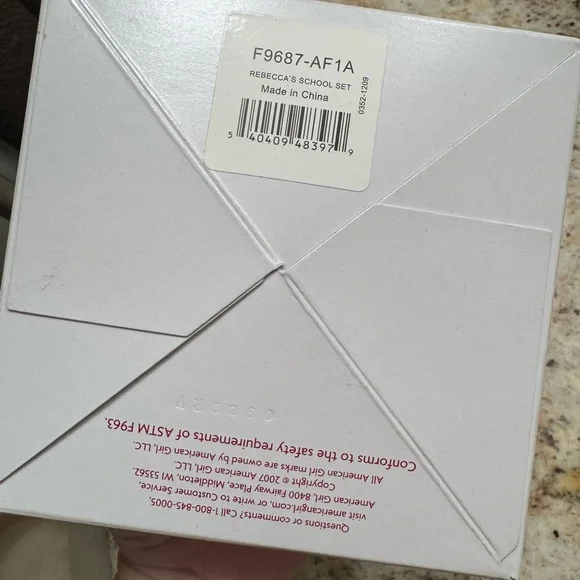 F9687-AF1A
REBECCA'S SCHOOL SET
Made in China
0352-1209
5 40409 48397 9
Conforms to the safety requirements of ASTM F963.
All American Girl marks are owned by American Girl, LLC.
Copyright © 2007 American Girl, LLC.
American Girl, 8400 Fairway Place, Middleton, WI 53562.
visit americangirl.com, or write to Customer Service,
Questions or comments? Call 1-800-845-0005,